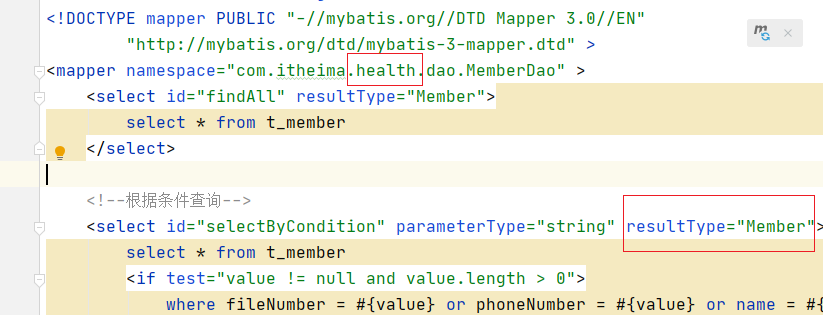 <!DOCTYPE mapper PUBLIC "-//mybatis.org//DTD Mapper 3.0//EN"
"http://mybatis.org/dtd/mybatis-3-mapper.dtd" >
<mapper namespace="com.itheima.health.dao.MemberDao" >
<select id="findAll" resultType="Member">
select * from t_member
</select>
<!--根据条件查询-->
<select id="selectByCondition" parameterType="string" resultType="Member">
select * from t_member
<if test="value != null and value.length > 0">
where fileNumber = #{value} or phoneNumber = #{value} or name = #{